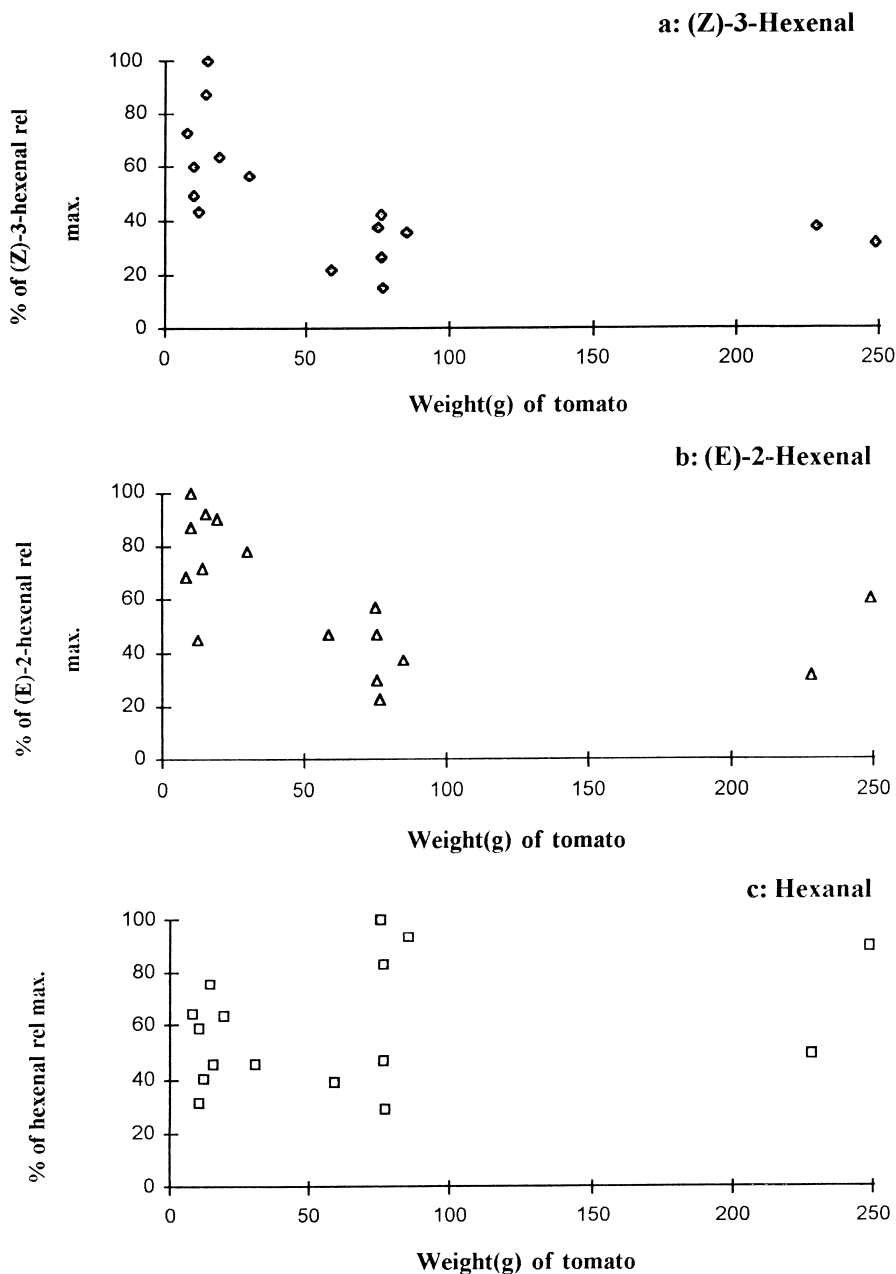 a: (Z)-3-Hexenal
% of (Z)-3-hexenal rel
max.
100
80
60
40
20
0
0 50 100 150 200 250
Weight(g) of tomato
b: (E)-2-Hexenal
% of (E)-2-hexenal rel
max.
100
80
60
40
20
0
0 50 100 150 200 250
Weight(g) of tomato
c: Hexanal
% of hexenal rel max.
100
80
60
40
20
0
0 50 100 150 200 250
Weight(g) of tomato